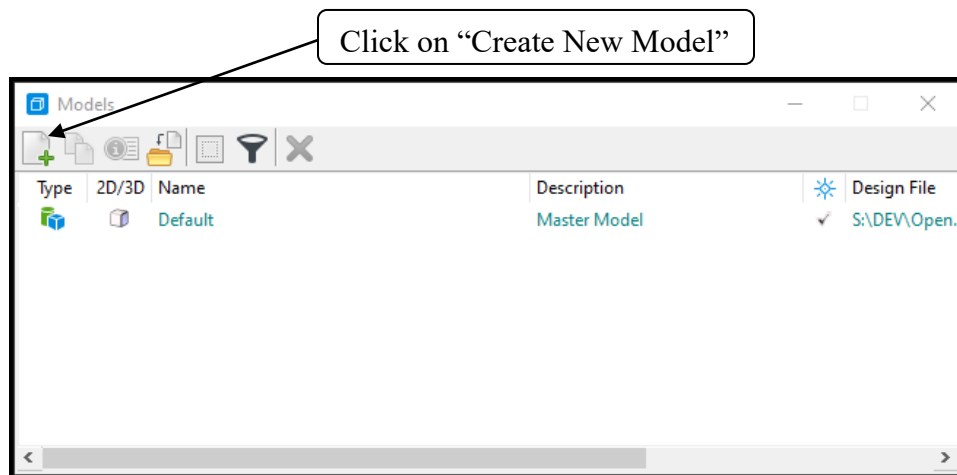 Click on “Create New Model”
Models
Type 2D/3D Name Description Design File
Default Master Model S:\DEV\Open.